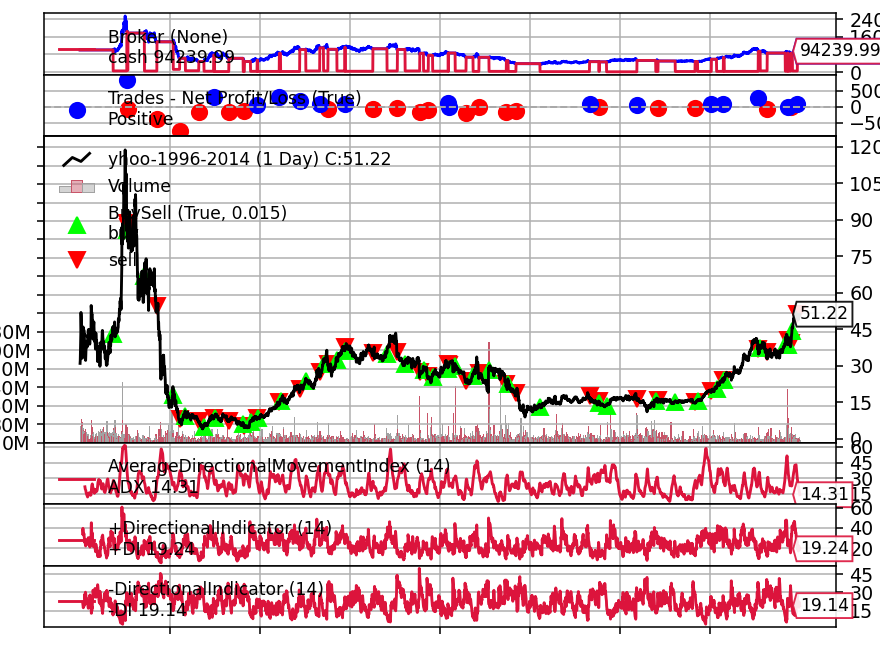 Broker (None)
cash 94239.99
240
160
94239.99
0
Trades - Net Profit/Loss (True)
Positive
500
0
yhoo-1996-2014 (1 Day) C:51.22
Volume
BuySell (True, 0.015)
buy
sell
120
105
90
75
60
51.22
45
30
15
0
0M
AverageDirectionalMovementIndex (14)
ADX 14.31
60
45
30
15
14.31
+DirectionalIndicator (14)
+DI 19.24
60
40
20
19.24
-DirectionalIndicator (14)
-DI 19.14
45
30
15
19.14